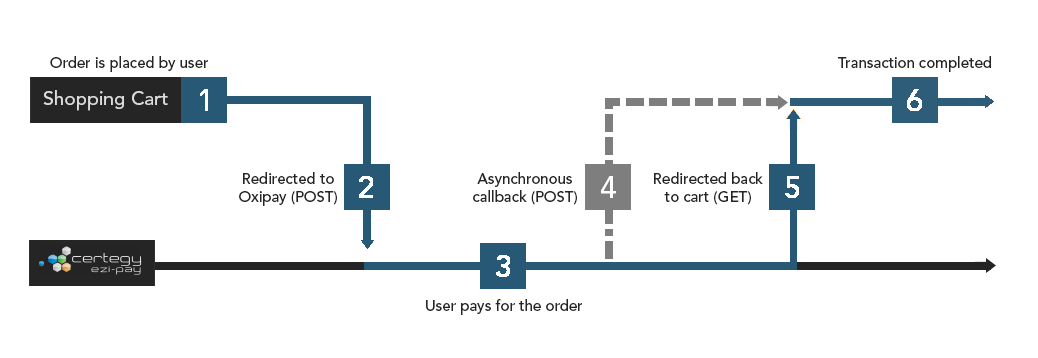 Order is placed by user
Shopping Cart
1
Transaction completed
6
Redirected to
Oxipay (POST)
2
Asynchronous
callback (POST)
4
Redirected back
to cart (GET)
5
certegy
ezi-pay
3
User pays for the order